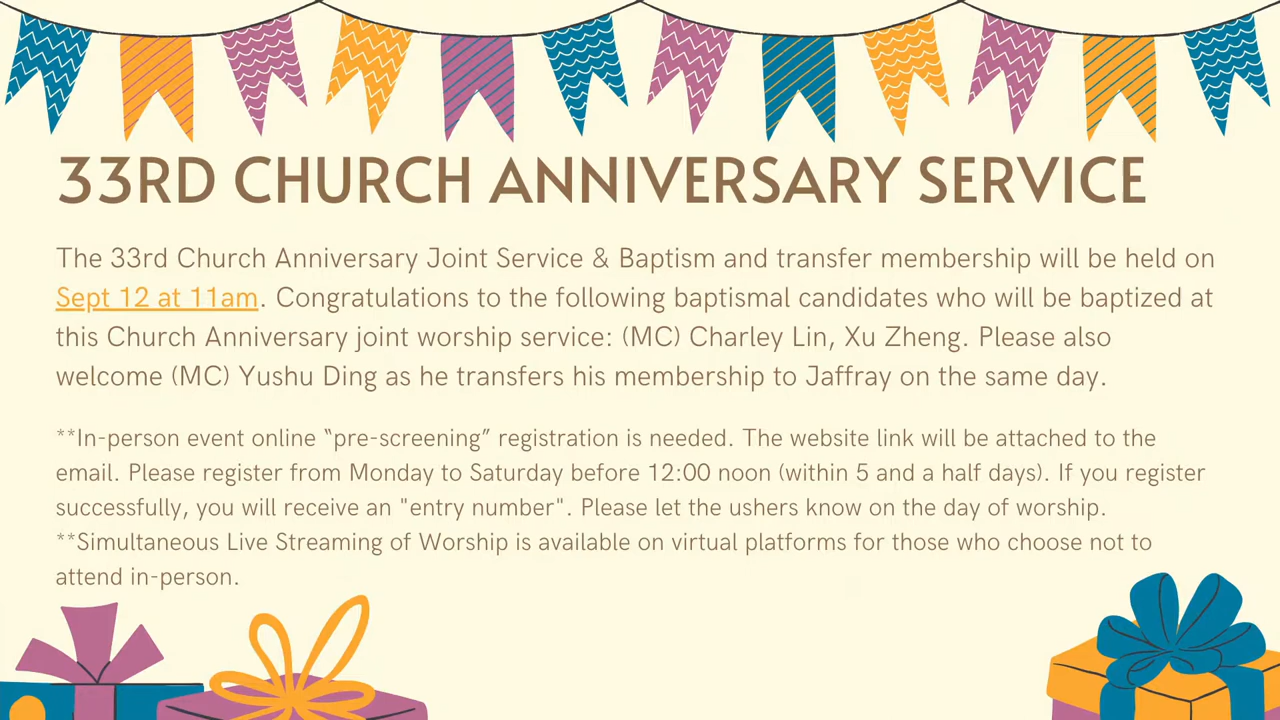 33RD CHURCH ANNIVERSARY SERVICE
The 33rd Church Anniversary Joint Service & Baptism and transfer membership will be held on
Sept 12 at 11am. Congratulations to the following baptismal candidates who will be baptized at
this Church Anniversary joint worship service: (MC) Charley Lin, Xu Zheng. Please also
welcome (MC) Yushu Ding as he transfers his membership to Jaffray on the same day.
**In-person event online “pre-screening” registration is needed. The website link will be attached to the
email. Please register from Monday to Saturday before 12:00 noon (within 5 and a half days). If you register
successfully, you will receive an "entry number". Please let the ushers know on the day of worship.
**Simultaneous Live Streaming of Worship is available on virtual platforms for those who choose not to
attend in-person.